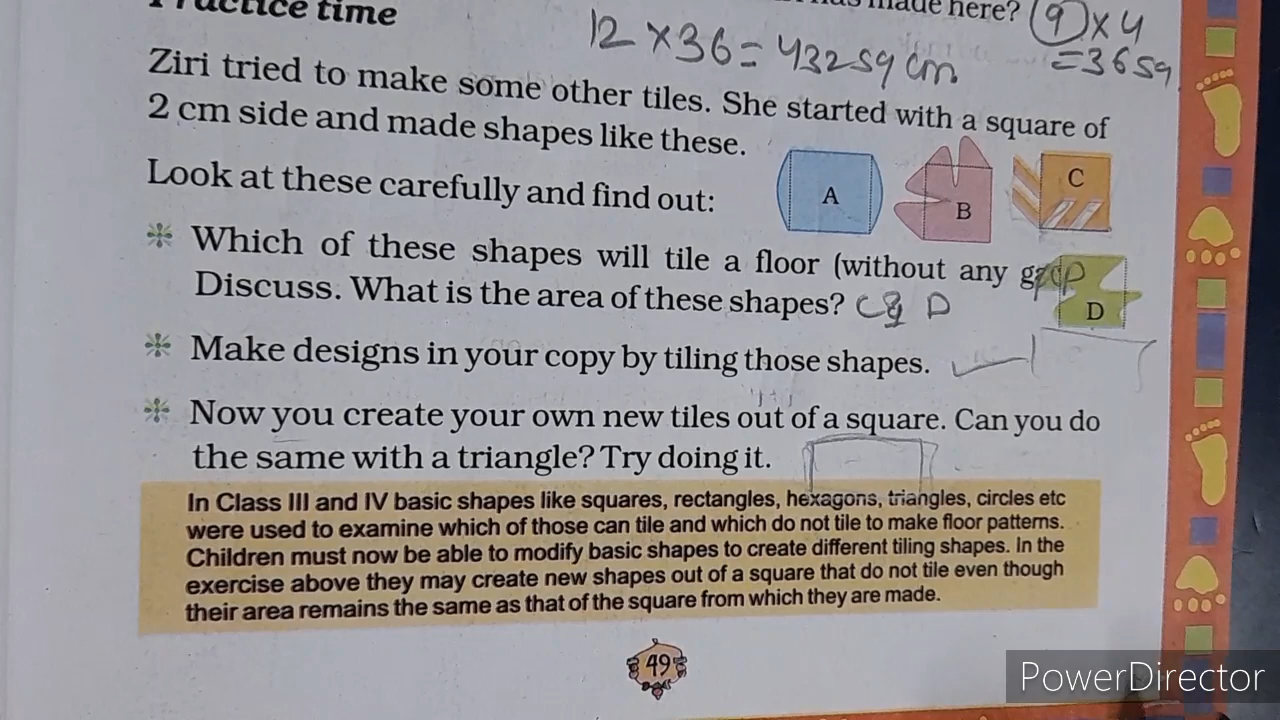 Practice time
made here? 9 × 4
12 × 36 = 432 sq cm
= 36 sq
Ziri tried to make some other tiles. She started with a square of
2 cm side and made shapes like these.
Look at these carefully and find out:
A
B
C
❉ Which of these shapes will tile a floor (without any gap
Discuss. What is the area of these shapes? C & D
D
❉ Make designs in your copy by tiling those shapes.
❉ Now you create your own new tiles out of a square. Can you do
the same with a triangle? Try doing it.
In Class III and IV basic shapes like squares, rectangles, hexagons, triangles, circles etc
were used to examine which of those can tile and which do not tile to make floor patterns.
Children must now be able to modify basic shapes to create different tiling shapes. In the
exercise above they may create new shapes out of a square that do not tile even though
their area remains the same as that of the square from which they are made.
49
PowerDirector